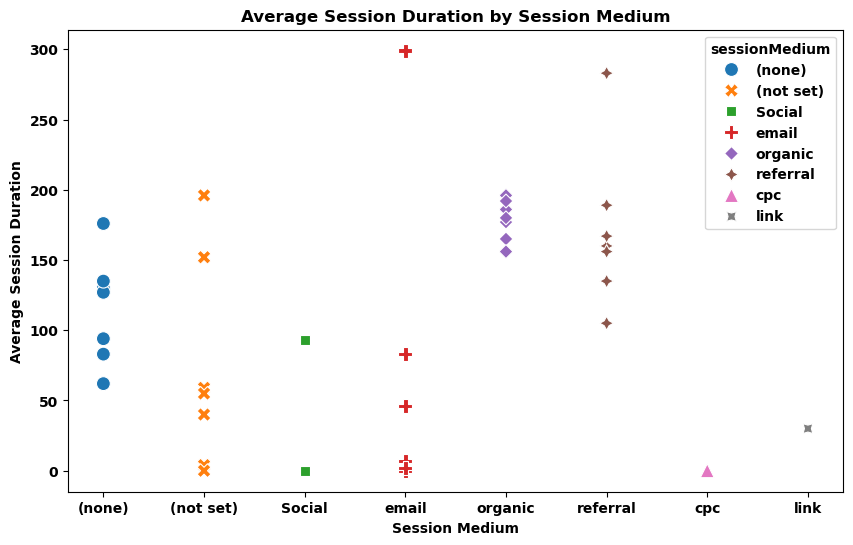 Average Session Duration by Session Medium
Average Session Duration
300
250
200
150
100
50
0
sessionMedium
(none)
(not set)
Social
email
organic
referral
cpc
link
(none) (not set) Social email organic referral cpc link
Session Medium